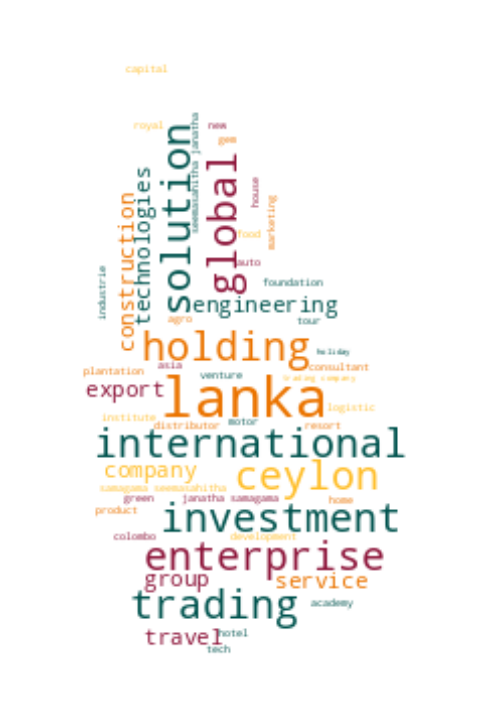 capital
royal
new
gem
solution
seemasahitha janatha
global
technologies
construction
house
marketing
food
auto
industrie
foundation
engineering
agro
tour
holding
holiday
asia
consultant
plantation
venture
trading company
export
lanka
logistic
institute
motor
distributor
resort
international
company
ceylon
samagama seemasahitha
green
janatha samagama
home
product
investment
colombo
development
enterprise
group
service
trading
academy
travel
hotel
tech